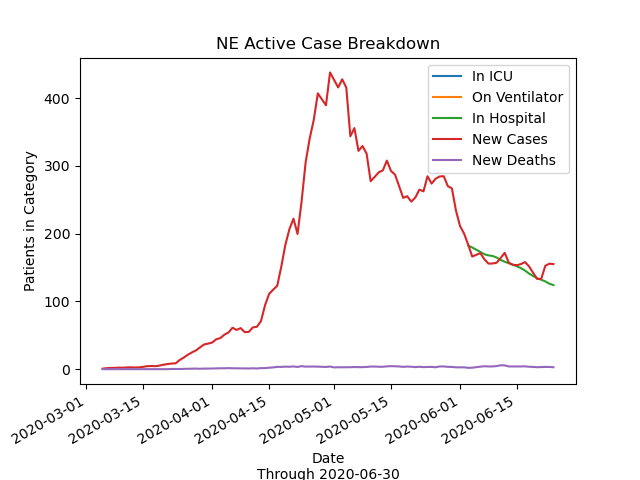 NE Active Case Breakdown
Patients in Category
400
300
200
100
0
In ICU
On Ventilator
In Hospital
New Cases
New Deaths
2020-03-01
2020-03-15
2020-04-01
2020-04-15
2020-05-01
2020-05-15
2020-06-01
2020-06-15
Date
Through 2020-06-30